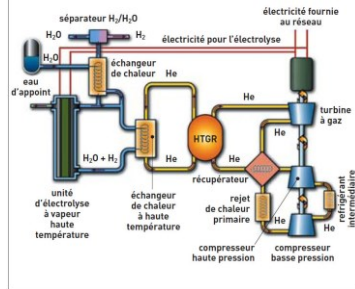 séparateur H₂/H₂O
H₂O
H₂
électricité fournie
au réseau
électricité pour l'électrolyse
H₂O
échangeur
de chaleur
He
He
eau
d'appoint
turbine
à gaz
He
HTGR
H₂O + H₂
He
He
récupérateur
unité
d'électrolyse
à vapeur
haute
température
échangeur
de chaleur
à haute
température
rejet
de chaleur
primaire
He
He
réfrigérant
intermédiaire
compresseur
haute pression
compresseur
basse pression